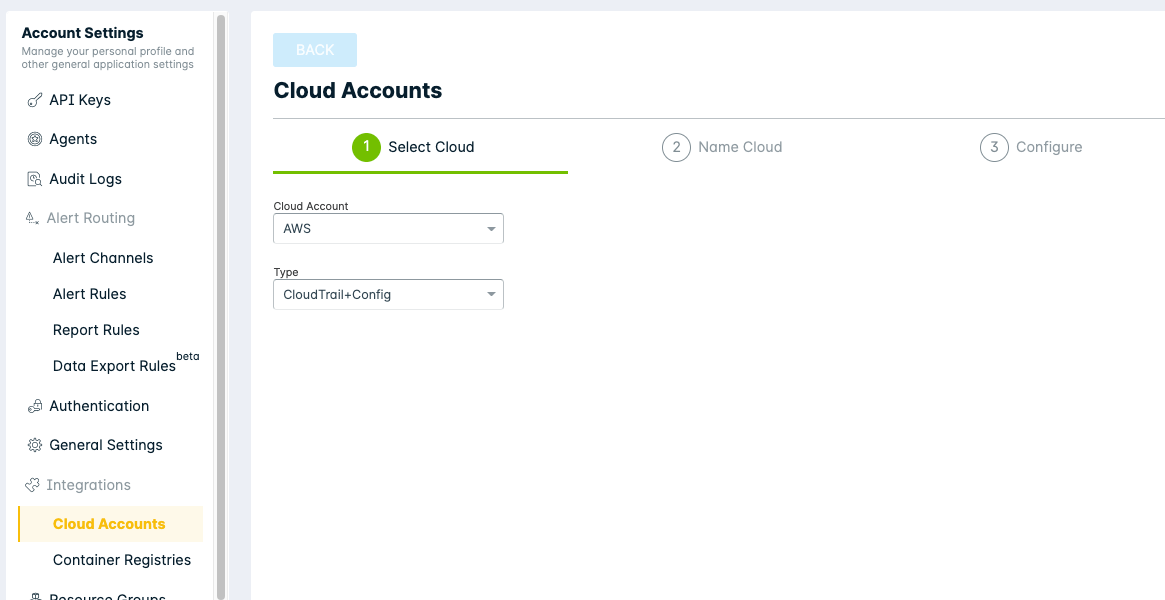 Account Settings
Manage your personal profile and
other general application settings
API Keys
Agents
Audit Logs
Alert Routing
Alert Channels
Alert Rules
Report Rules
Data Export Rules beta
Authentication
General Settings
Integrations
Cloud Accounts
Container Registries
Resource Groups
BACK
Cloud Accounts
1 Select Cloud
2 Name Cloud
3 Configure
Cloud Account
AWS
Type
CloudTrail+Config